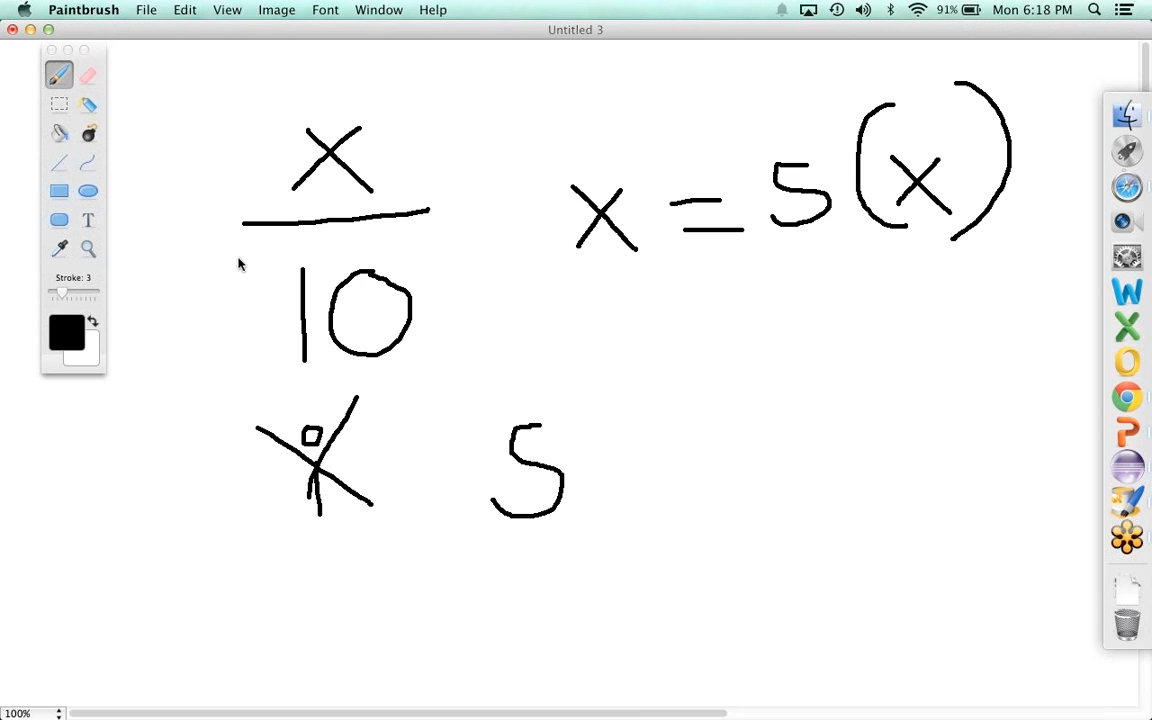 Paintbrush File Edit View Image Font Window Help 91% Mon 6:18 PM
Untitled 3
x
10
x = 5 (x)
x 5
T
Stroke: 3
W
X
O
P
100%